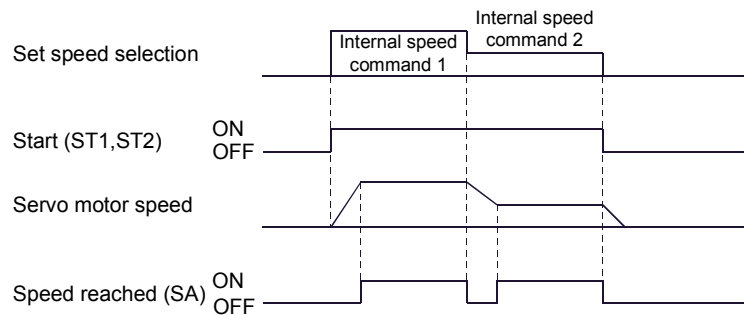 Set speed selection
Internal speed
command 1
Internal speed
command 2
Start (ST1,ST2)
ON
OFF
Servo motor speed
Speed reached (SA)
ON
OFF